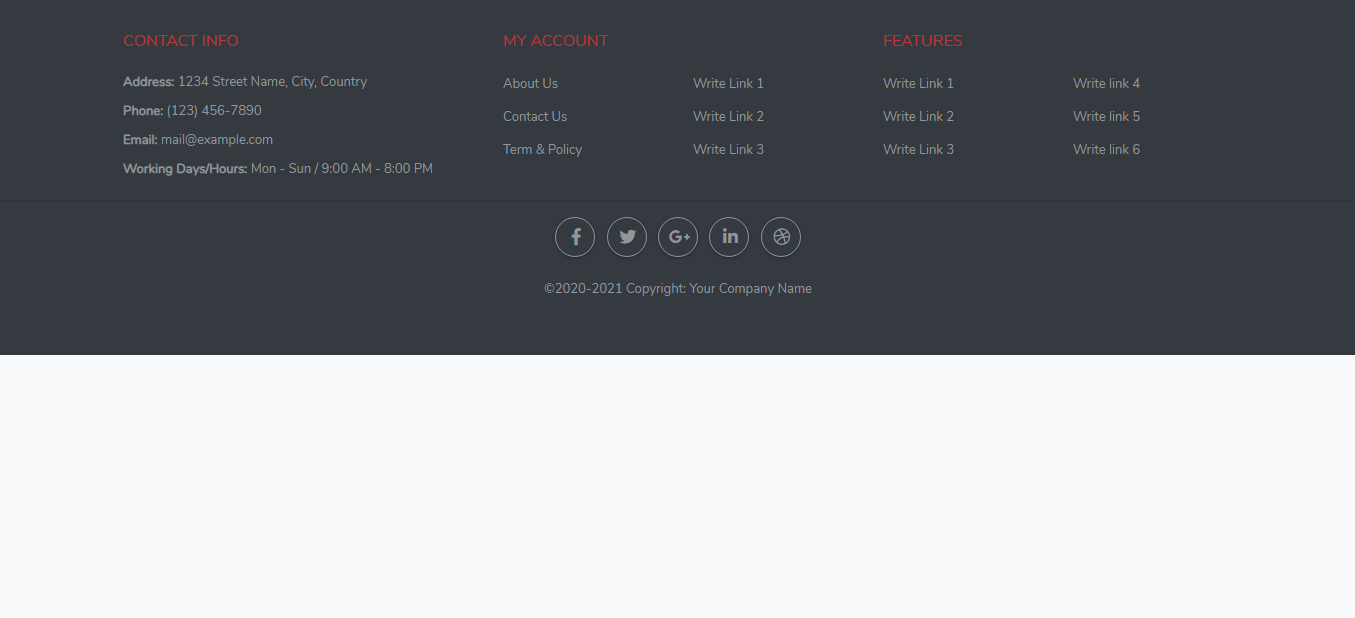 CONTACT INFO
Address: 1234 Street Name, City, Country
Phone: (123) 456-7890
Email: mail@example.com
Working Days/Hours: Mon - Sun / 9:00 AM - 8:00 PM
MY ACCOUNT
About Us
Contact Us
Term & Policy
Write Link 1
Write Link 2
Write Link 3
FEATURES
Write Link 1
Write Link 2
Write Link 3
Write link 4
Write link 5
Write link 6
©2020-2021 Copyright: Your Company Name